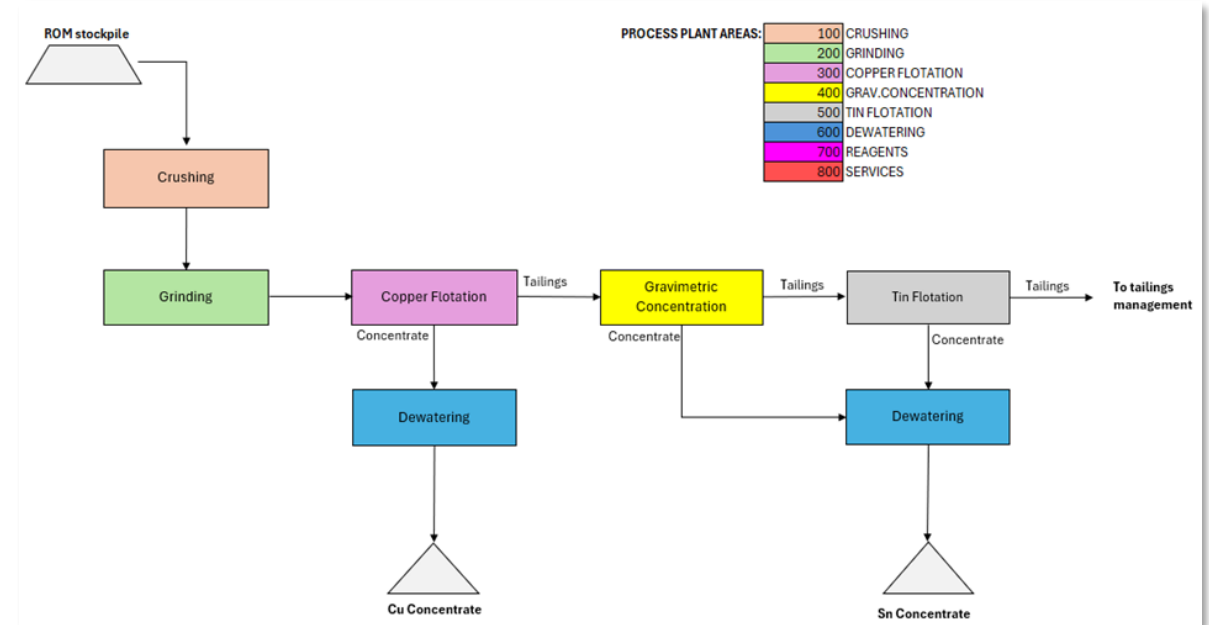 ROM stockpile
PROCESS PLANT AREAS:
100 CRUSHING
200 GRINDING
300 COPPER FLOTATION
400 GRAV.CONCENTRATION
500 TIN FLOTATION
600 DEWATERING
700 REAGENTS
800 SERVICES
Crushing
Grinding
Copper Flotation
Tailings
Gravimetric
Concentration
Tailings
Tin Flotation
Tailings
To tailings
management
Concentrate
Concentrate
Concentrate
Dewatering
Dewatering
Cu Concentrate
Sn Concentrate